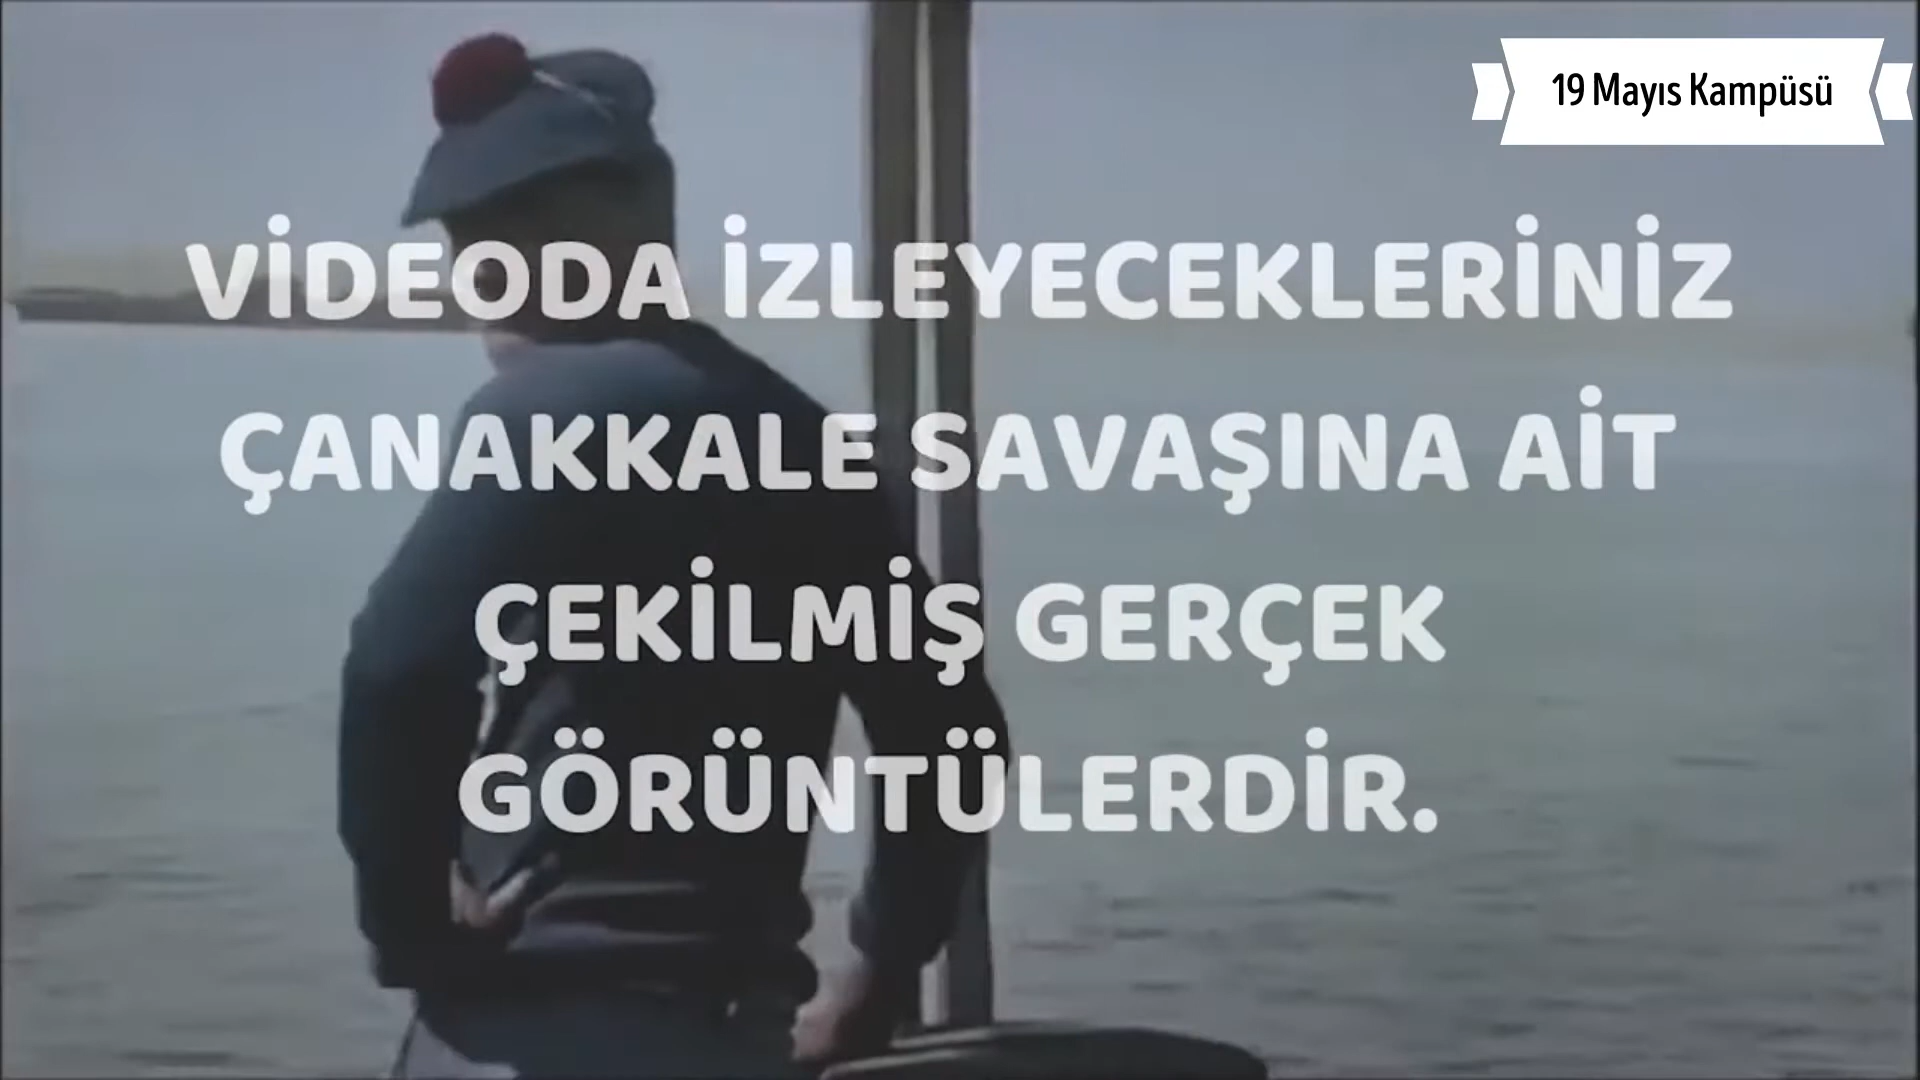 19 Mayıs Kampüsü
VİDEODA İZLEYECEKLERİNİZ
ÇANAKKALE SAVAŞINA AİT
ÇEKİLMİŞ GERÇEK
GÖRÜNTÜLERDİR.